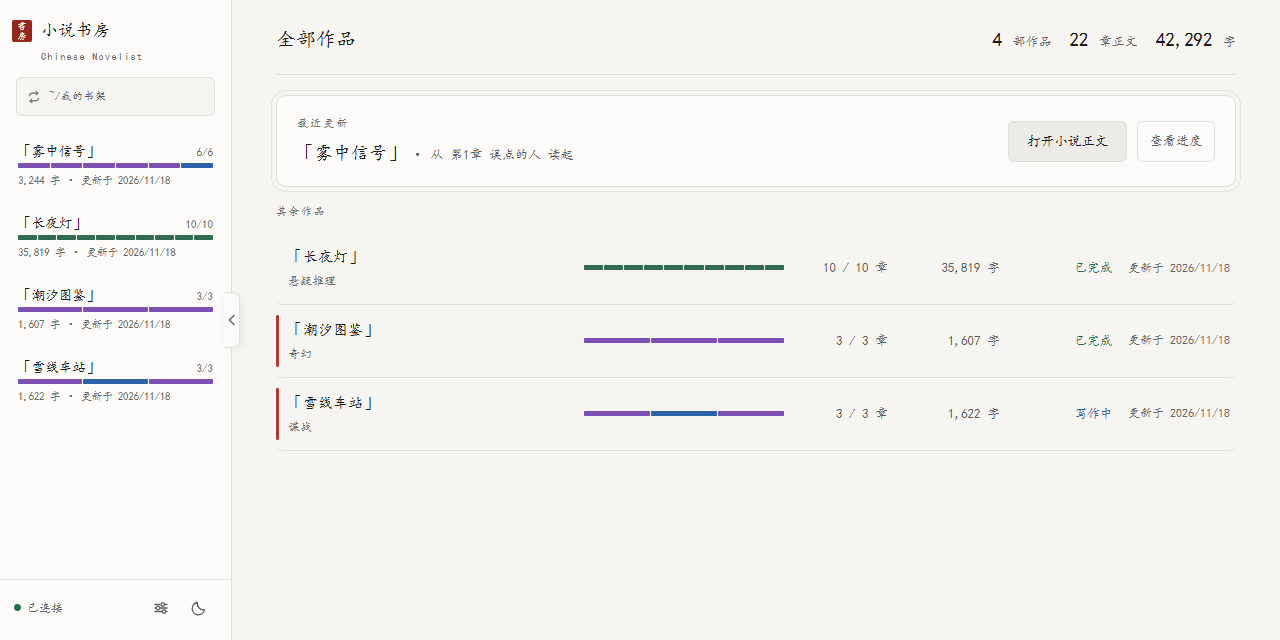 书房
小说书房
Chinese Novelist
~/我的书架
「雾中信号」 6/6
3,244 字 • 更新于 2026/11/18
「长夜灯」 10/10
35,819 字 • 更新于 2026/11/18
「潮汐图鉴」 3/3
1,607 字 • 更新于 2026/11/18
「雪线车站」 3/3
1,622 字 • 更新于 2026/11/18
已连接
全部作品 4 部作品 22 章正文 42,292 字
最近更新
「雾中信号」 • 从 第1章 误点的人 读起 打开小说正文 查看进度
其余作品
「长夜灯」 10 / 10 章 35,819 字 已完成 更新于 2026/11/18
悬疑推理
「潮汐图鉴」 3 / 3 章 1,607 字 已完成 更新于 2026/11/18
奇幻
「雪线车站」 3 / 3 章 1,622 字 写作中 更新于 2026/11/18
谍战